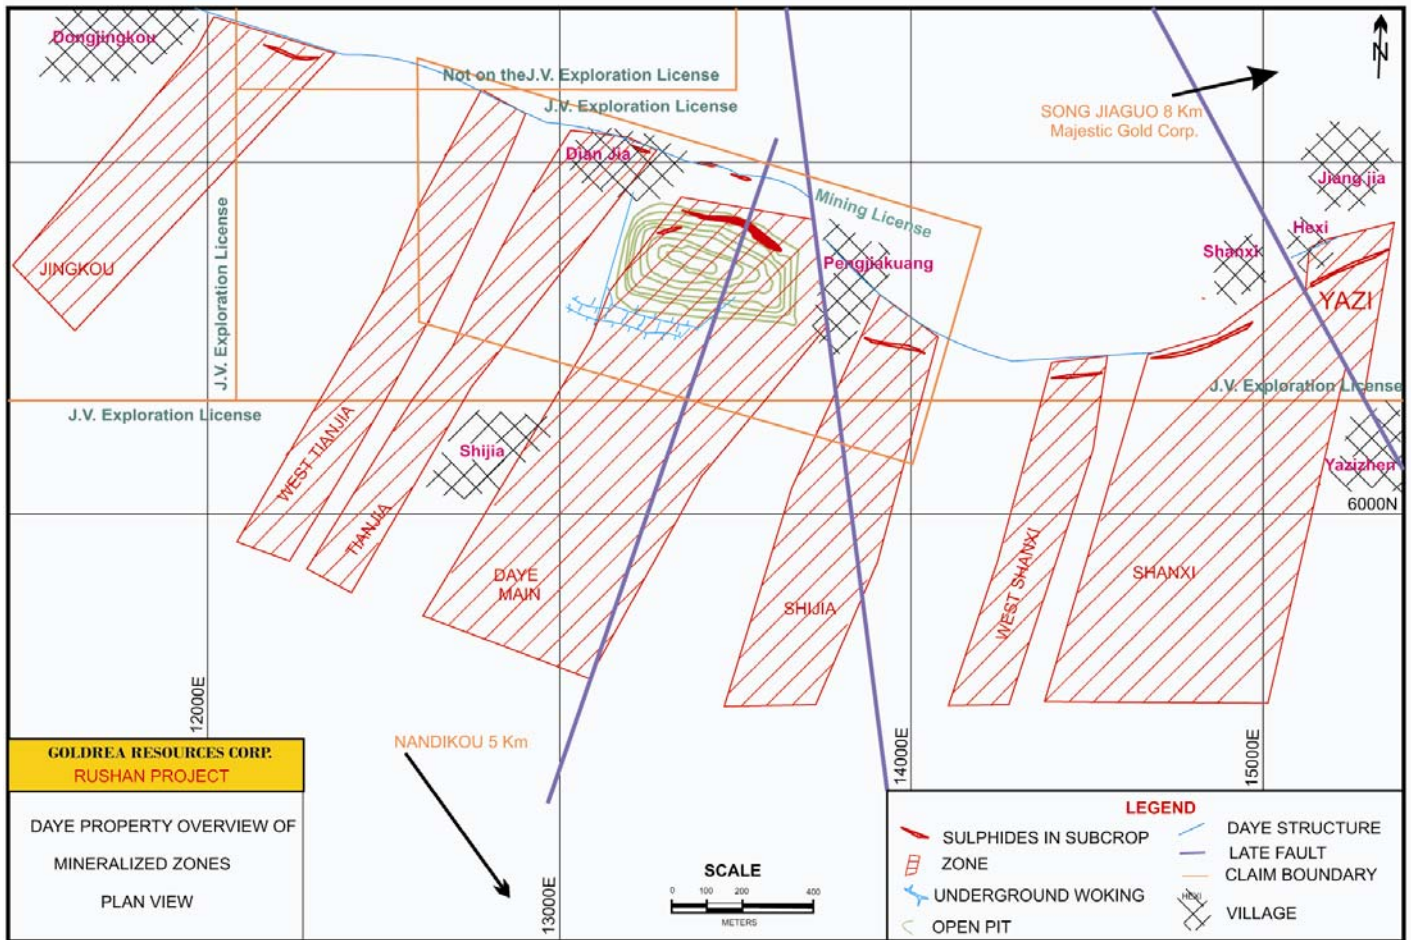 Dongjingkou
Not on theJ.V. Exploration License
J.V. Exploration License
SONG JIAGUO 8 Km
Majestic Gold Corp.
N
Dian Jia
Jiang jia
Mining License
Hexi
Shanxi
Pengjiakuang
JINGKOU
YAZI
J.V. Exploration License
J.V. Exploration License
J.V. Exploration License
WEST TIANJIA
Shijia
Yazizhen
6000N
TIANJIA
DAYE
MAIN
SHIJIA
WEST SHANXI
SHANXI
12000E
13000E
14000E
15000E
NANDIKOU 5 Km
GOLDREA RESOURCES CORP.
RUSHAN PROJECT
DAYE PROPERTY OVERVIEW OF
MINERALIZED ZONES
PLAN VIEW
SCALE
0 100 200 400
METERS
LEGEND
SULPHIDES IN SUBCROP
ZONE
UNDERGROUND WOKING
OPEN PIT
DAYE STRUCTURE
LATE FAULT
CLAIM BOUNDARY
HEXI
VILLAGE